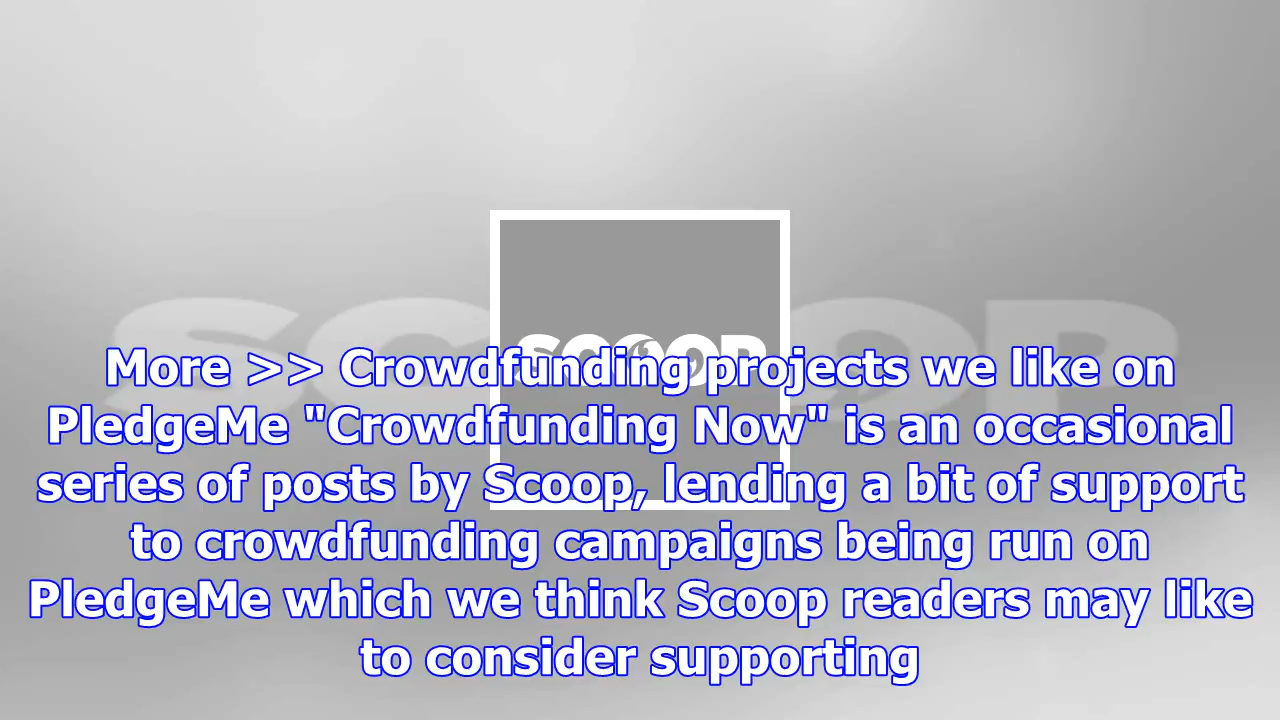 SCOOP
SCOOP
More >> Crowdfunding projects we like on
PledgeMe "Crowdfunding Now" is an occasional
series of posts by Scoop, lending a bit of support
to crowdfunding campaigns being run on
PledgeMe which we think Scoop readers may like
to consider supporting